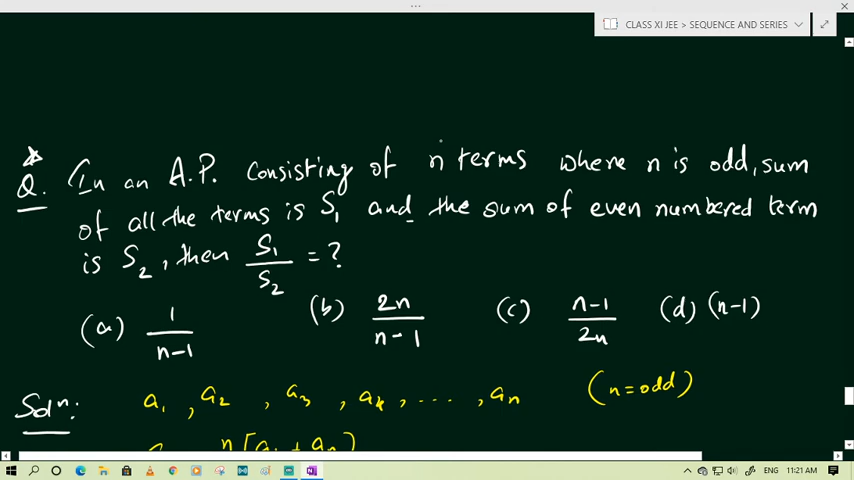 CLASS XI JEE > SEQUENCE AND SERIES
Q. In an A.P. consisting of n terms where n is odd, sum
of all the terms is S₁ and the sum of even numbered term
is S₂, then S₁/S₂ = ?
(a) 1/(n-1) (b) 2n/(n-1) (c) (n-1)/2n (d) (n-1)
Soln: a₁, a₂, a₃, a₄, ..., aₙ (n=odd)
n[a₁ + aₙ]
ENG 11:21 AM